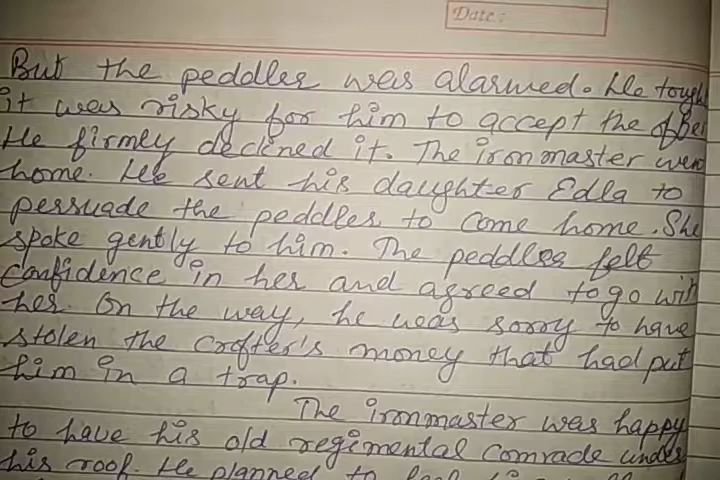 Date :
But the peddler was alarmed. He tough
it was risky for him to accept the offer
He firmly declined it. The iron master went
home. He sent his daughter Edla to
persuade the peddler to come home. She
spoke gently to him. The peddler felt
confidence in her and agreed to go with
her. On the way, he was sorry to have
stolen the crofter's money that had put
him in a trap.
The ironmaster was happy
to have his old regimental comrade under
his roof. He planned to